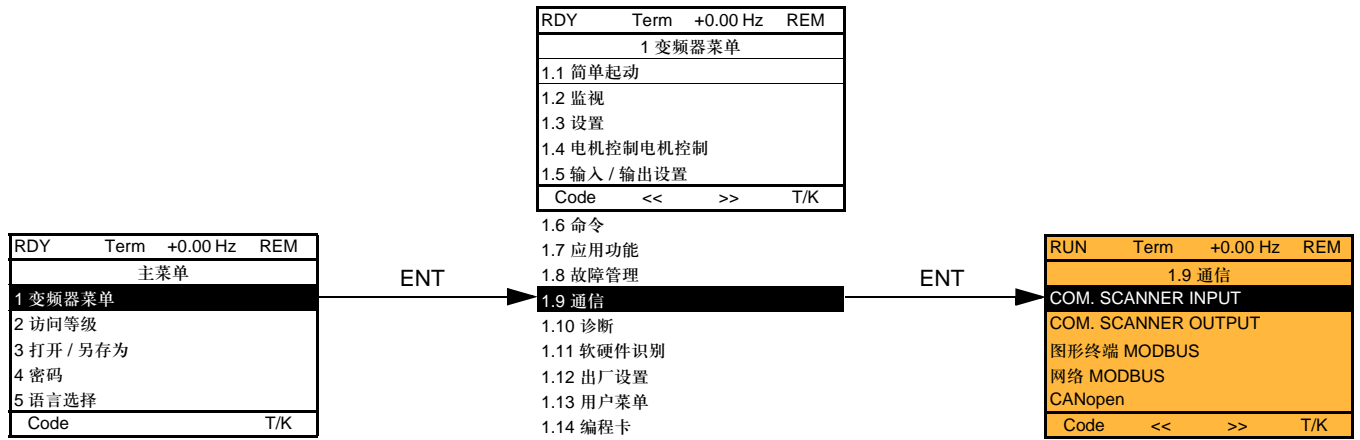 RDY Term +0.00 Hz REM
主菜单
1 变频器菜单
2 访问等级
3 打开 / 另存为
4 密码
5 语言选择
Code T/K
ENT
RDY Term +0.00 Hz REM
1 变频器菜单
1.1 简单起动
1.2 监视
1.3 设置
1.4 电机控制电机控制
1.5 输入 / 输出设置
Code << >> T/K
1.6 命令
1.7 应用功能
1.8 故障管理
1.9 通信
1.10 诊断
1.11 软硬件识别
1.12 出厂设置
1.13 用户菜单
1.14 编程卡
ENT
RUN Term +0.00 Hz REM
1.9 通信
COM. SCANNER INPUT
COM. SCANNER OUTPUT
图形终端 MODBUS
网络 MODBUS
CANopen
Code << >> T/K